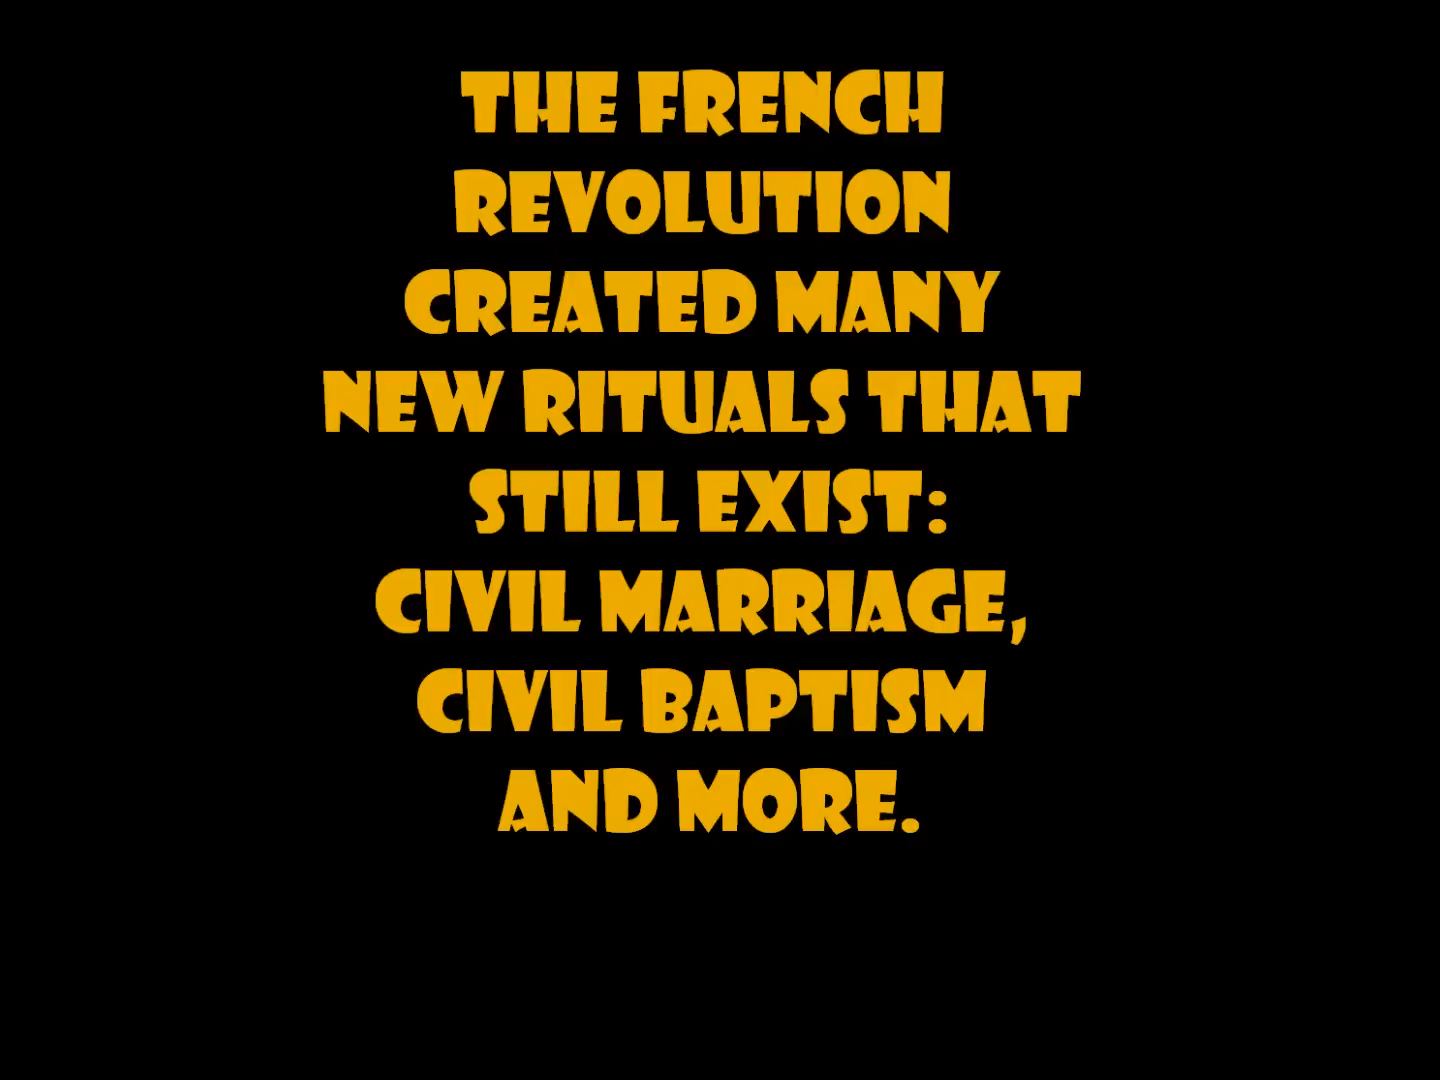 THE FRENCH
REVOLUTION
CREATED MANY
NEW RITUALS THAT
STILL EXIST:
CIVIL MARRIAGE,
CIVIL BAPTISM
AND MORE.